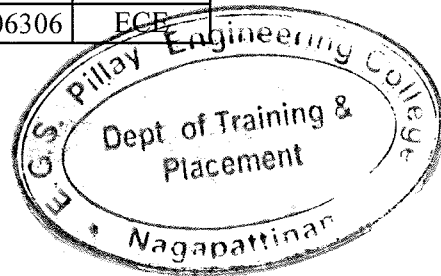 06306 ECE
E.G.S. Pillay Engineering College
Dept of Training &
Placement
Nagapattinam